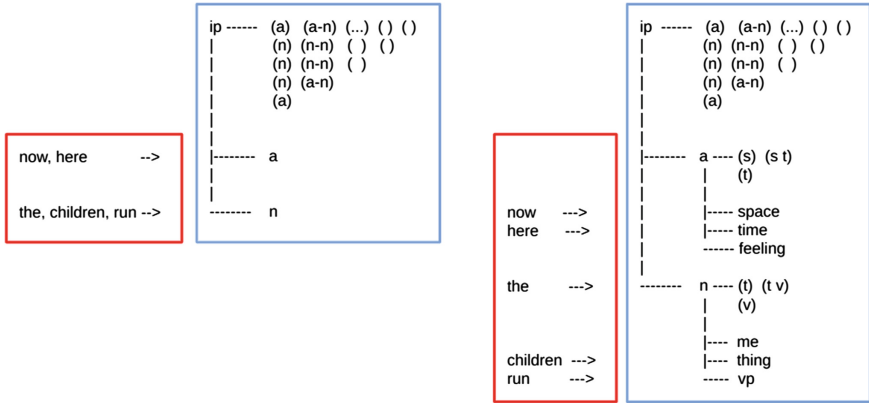 ip ------ (a) (a-n) (...) ( ) ( )
(n) (n-n) ( ) ( )
(n) (n-n) ( )
(n) (a-n)
(a)
now, here --> |-------- a
the, children, run --> -------- n
ip ------ (a) (a-n) (...) ( ) ( )
(n) (n-n) ( ) ( )
(n) (n-n) ( )
(n) (a-n)
(a)
|-------- a ---- (s) (s t)
(t)
now ---> |----- space
here ---> |----- time
------ feeling
the ---> -------- n ---- (t) (t v)
(v)
|---- me
children ---> |---- thing
run ---> ----- vp